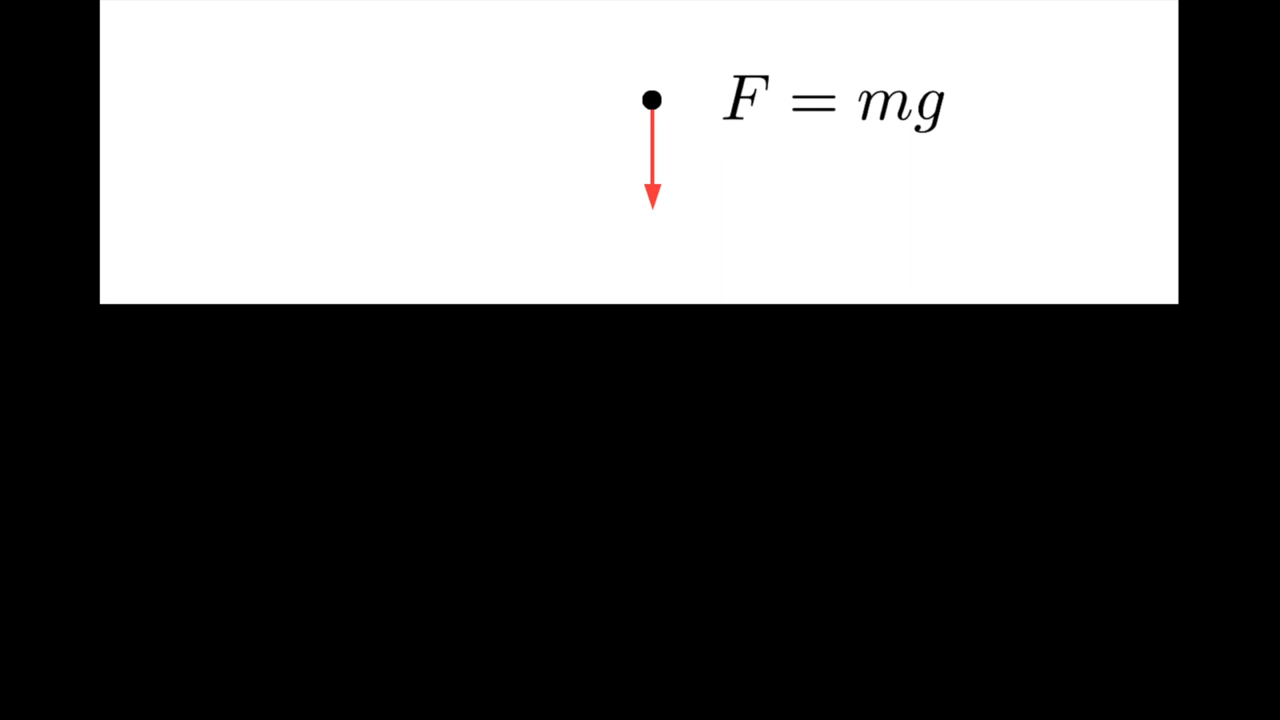 F = mg